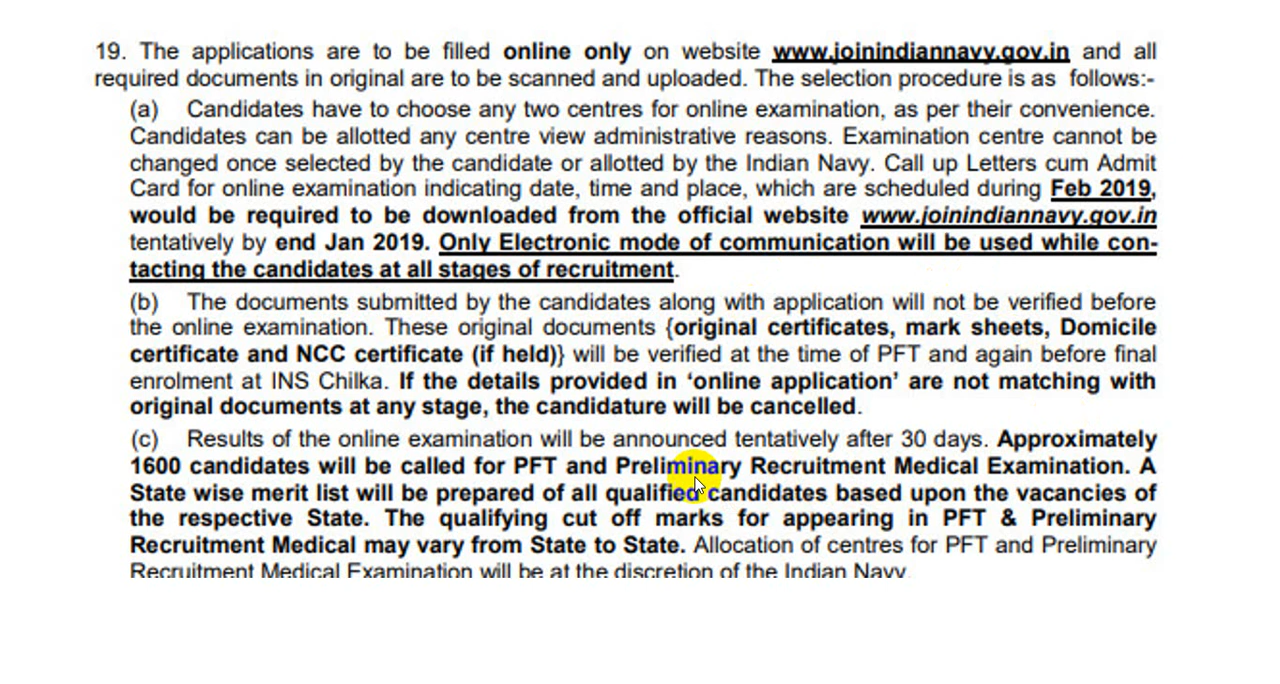 19. The applications are to be filled online only on website www.joinindiannavy.gov.in and all
required documents in original are to be scanned and uploaded. The selection procedure is as follows:-
(a) Candidates have to choose any two centres for online examination, as per their convenience.
Candidates can be allotted any centre view administrative reasons. Examination centre cannot be
changed once selected by the candidate or allotted by the Indian Navy. Call up Letters cum Admit
Card for online examination indicating date, time and place, which are scheduled during Feb 2019,
would be required to be downloaded from the official website www.joinindiannavy.gov.in
tentatively by end Jan 2019. Only Electronic mode of communication will be used while con-
tacting the candidates at all stages of recruitment.
(b) The documents submitted by the candidates along with application will not be verified before
the online examination. These original documents {original certificates, mark sheets, Domicile
certificate and NCC certificate (if held)} will be verified at the time of PFT and again before final
enrolment at INS Chilka. If the details provided in ‘online application’ are not matching with
original documents at any stage, the candidature will be cancelled.
(c) Results of the online examination will be announced tentatively after 30 days. Approximately
1600 candidates will be called for PFT and Preliminary Recruitment Medical Examination. A
State wise merit list will be prepared of all qualified candidates based upon the vacancies of
the respective State. The qualifying cut off marks for appearing in PFT & Preliminary
Recruitment Medical may vary from State to State. Allocation of centres for PFT and Preliminary
Recruitment Medical Examination will be at the discretion of the Indian Navy.